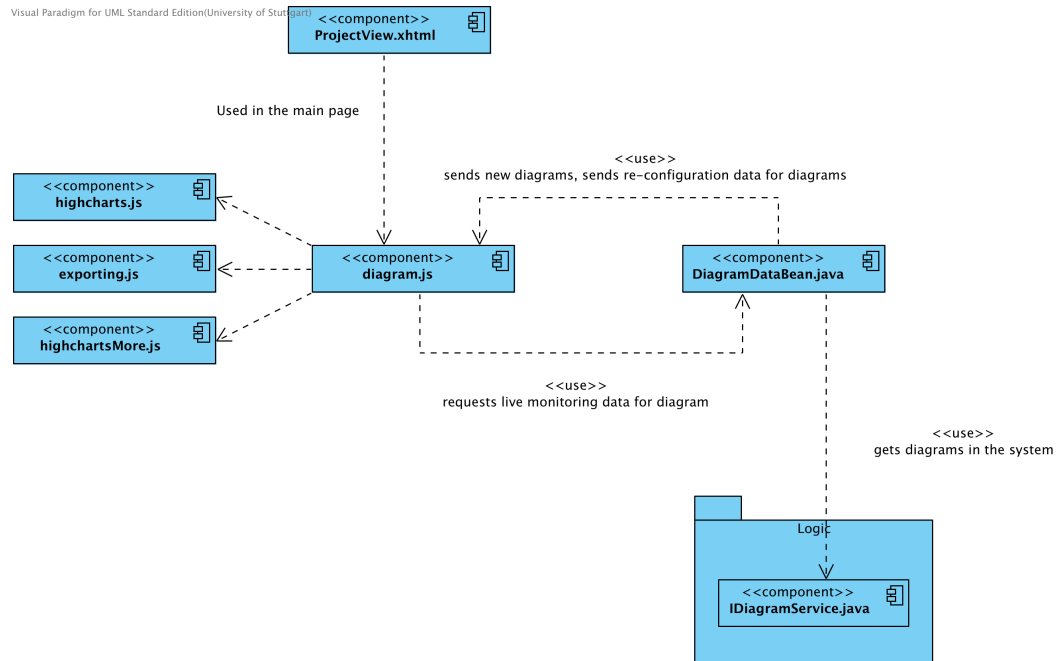 Visual Paradigm for UML Standard Edition(University of Stuttgart)
<<component>>
ProjectView.xhtml
Used in the main page
<<use>>
sends new diagrams, sends re-configuration data for diagrams
<<component>>
highcharts.js
<<component>>
exporting.js
<<component>>
diagram.js
<<component>>
DiagramDataBean.java
<<component>>
highchartsMore.js
<<use>>
requests live monitoring data for diagram
<<use>>
gets diagrams in the system
Logic
<<component>>
IDiagramService.java